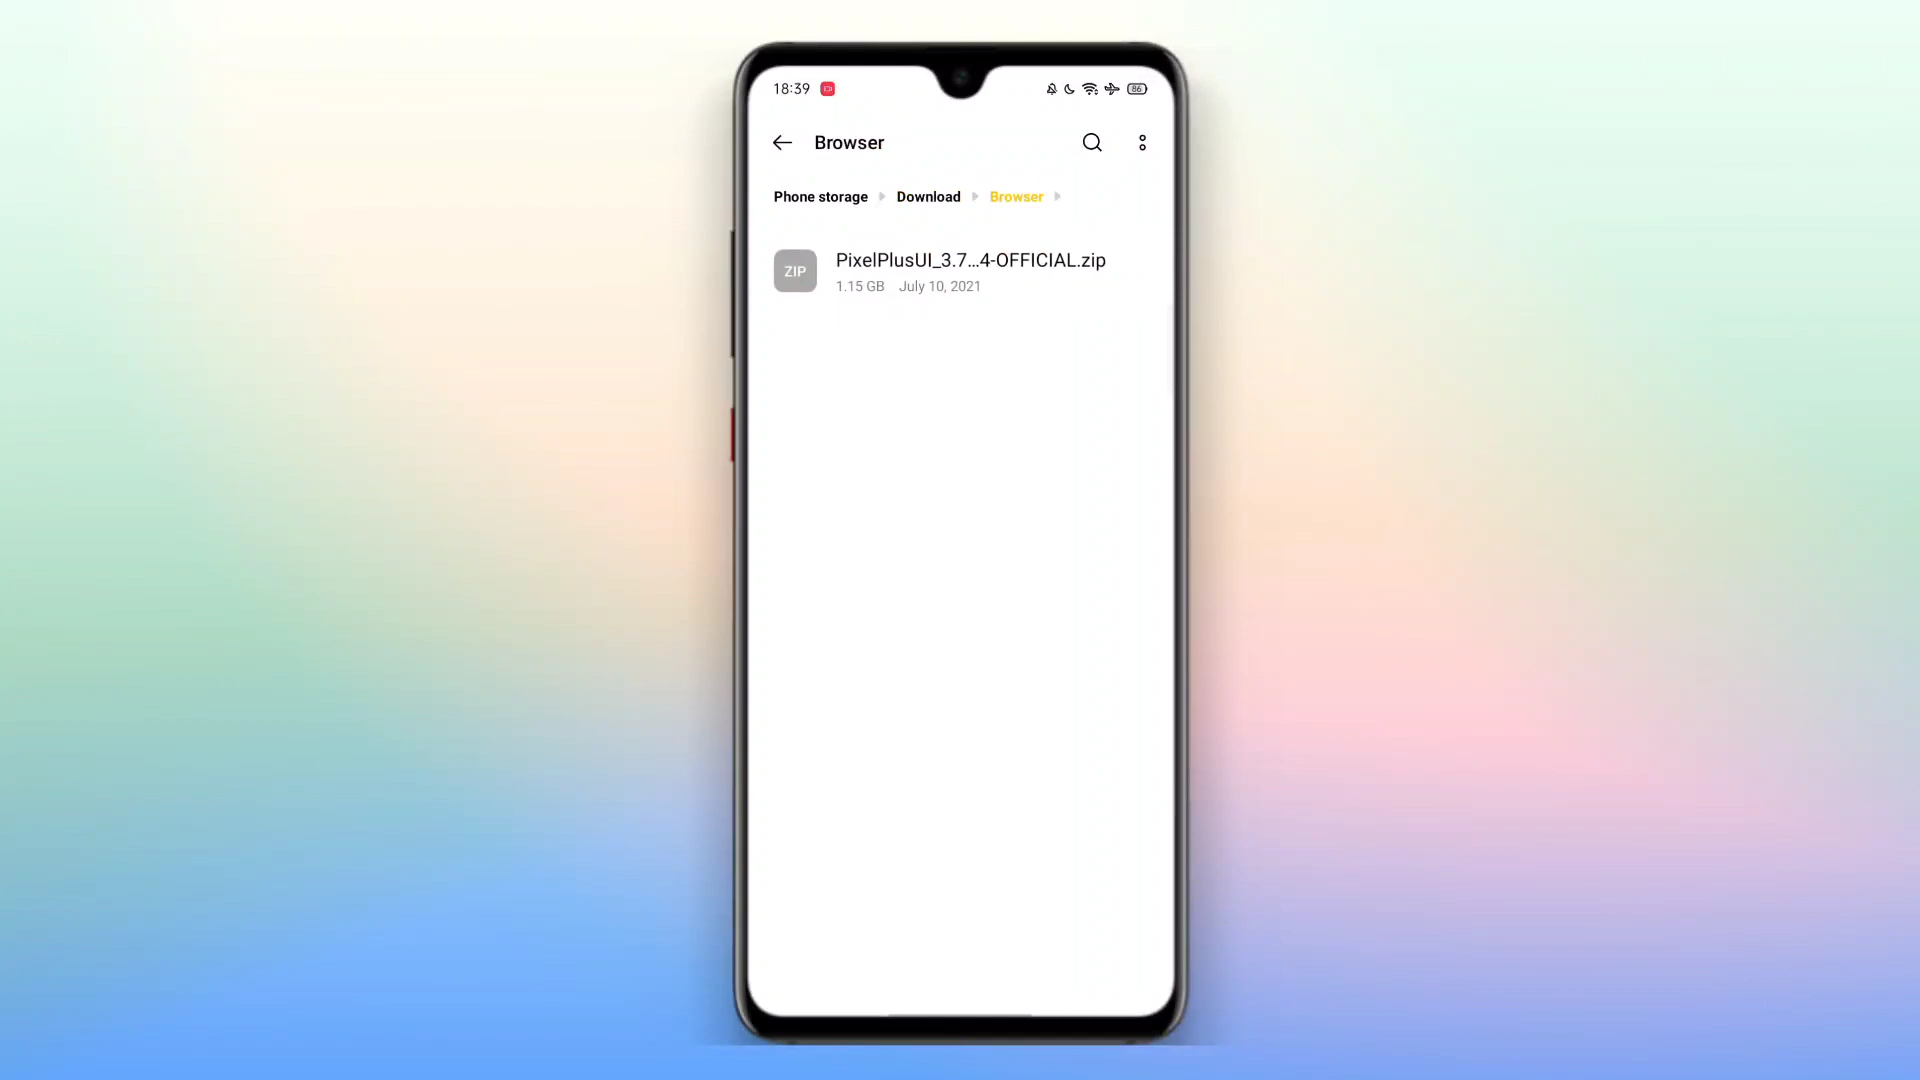 18:39
86
Browser
Phone storage Download Browser
ZIP
PixelPlusUI_3.7...4-OFFICIAL.zip
1.15 GB July 10, 2021